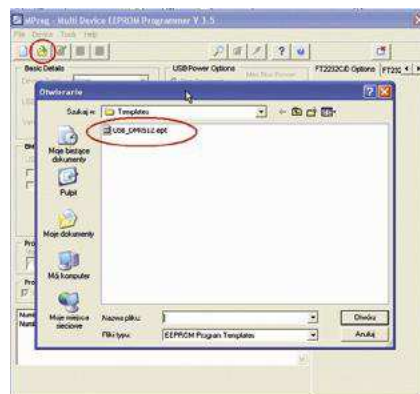 MProg - Multi Device EEPROM Programmer V 3.5
File Device Tools Help
Basic Details
USB Power Options
FT2232C/D Options
Otwieranie
Szukaj w:
Templates
USB_DMX512.ept
Moje bieżące
dokumenty
Pulpit
Moje dokumenty
Mój komputer
Moje miejsca
sieciowe
Nazwa pliku:
Otwórz
Pliki typu:
EEPROM Program Templates
Anuluj